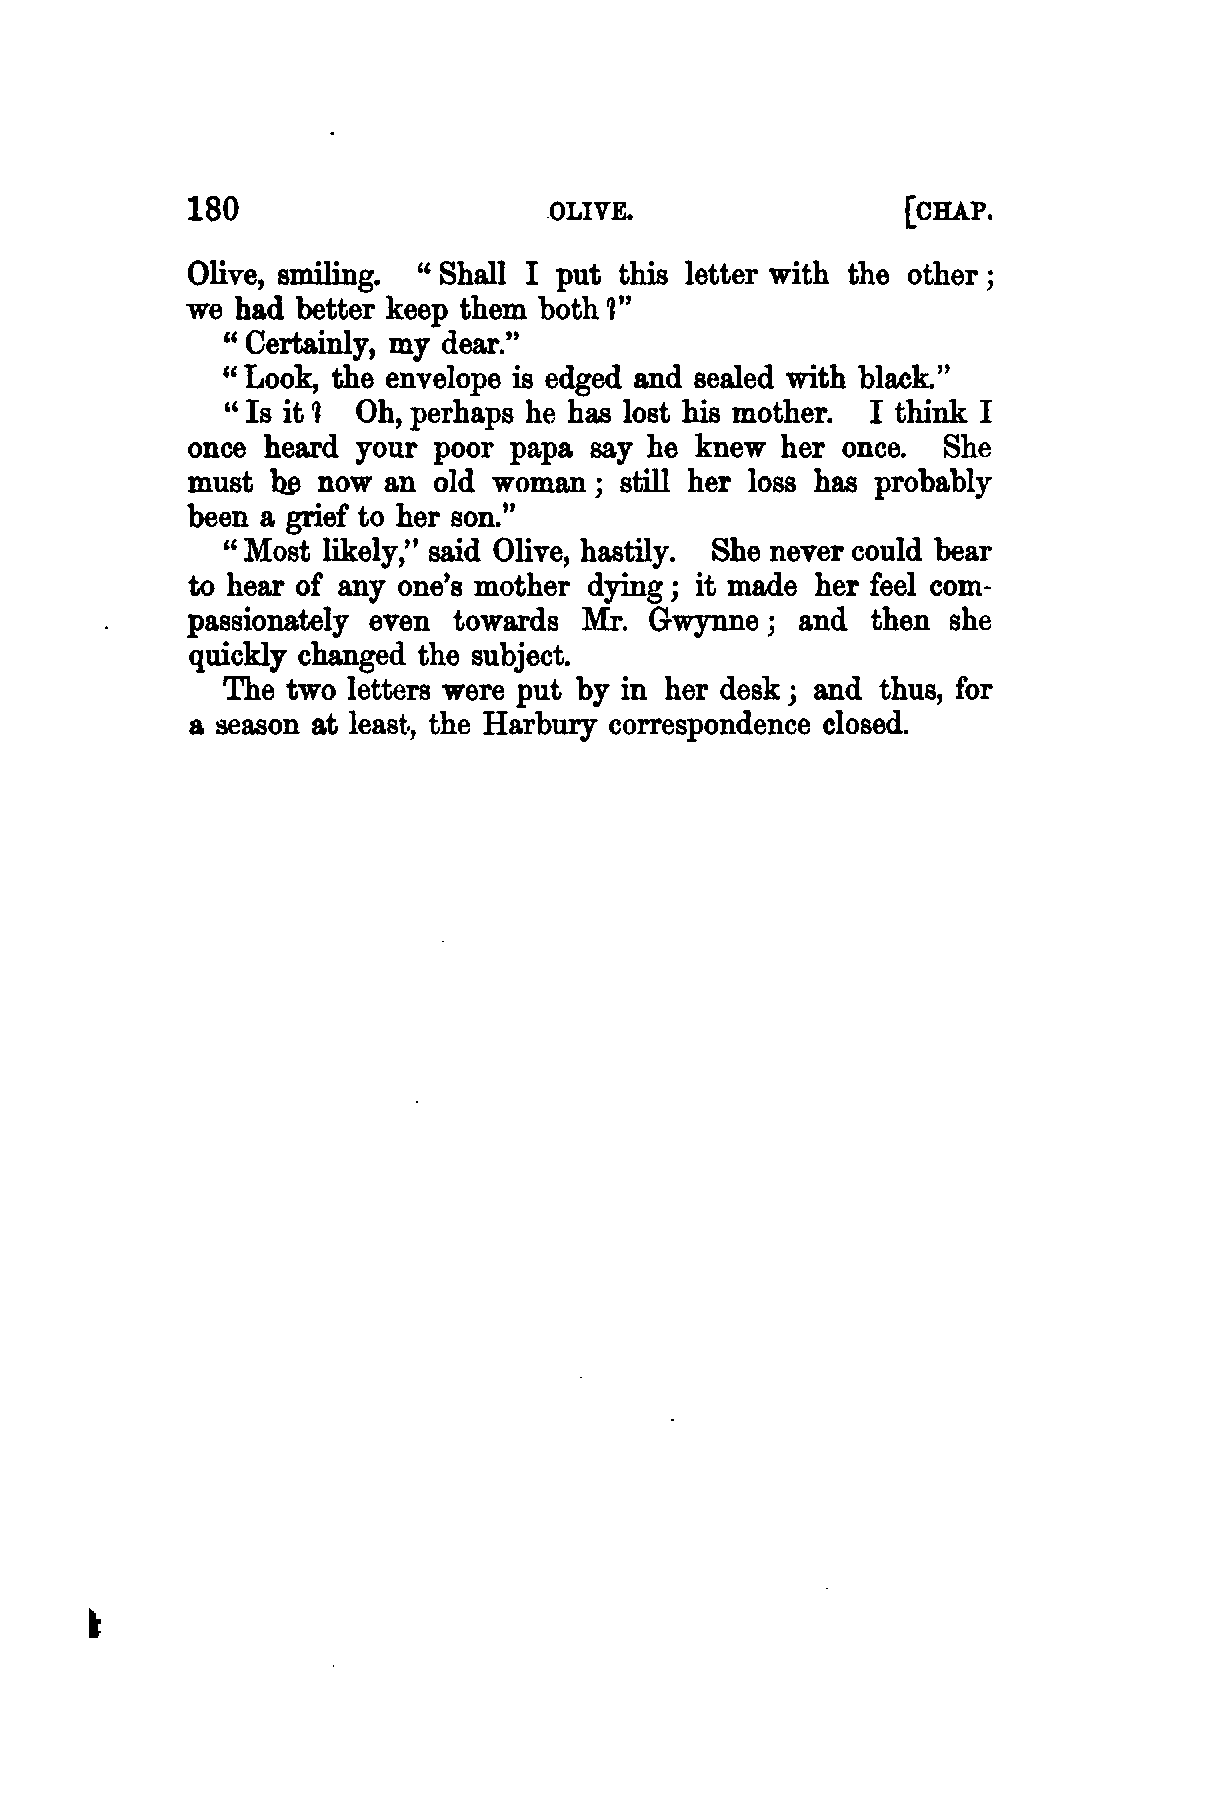 180 OLIVE. [CHAP.
Olive, smiling. “Shall I put this letter with the other;
we had better keep them both?”
“Certainly, my dear.”
“Look, the envelope is edged and sealed with black.”
“Is it? Oh, perhaps he has lost his mother. I think I
once heard your poor papa say he knew her once. She
must be now an old woman; still her loss has probably
been a grief to her son.”
“Most likely,” said Olive, hastily. She never could bear
to hear of any one’s mother dying; it made her feel com-
passionately even towards Mr. Gwynne; and then she
quickly changed the subject.
The two letters were put by in her desk; and thus, for
a season at least, the Harbury correspondence closed.